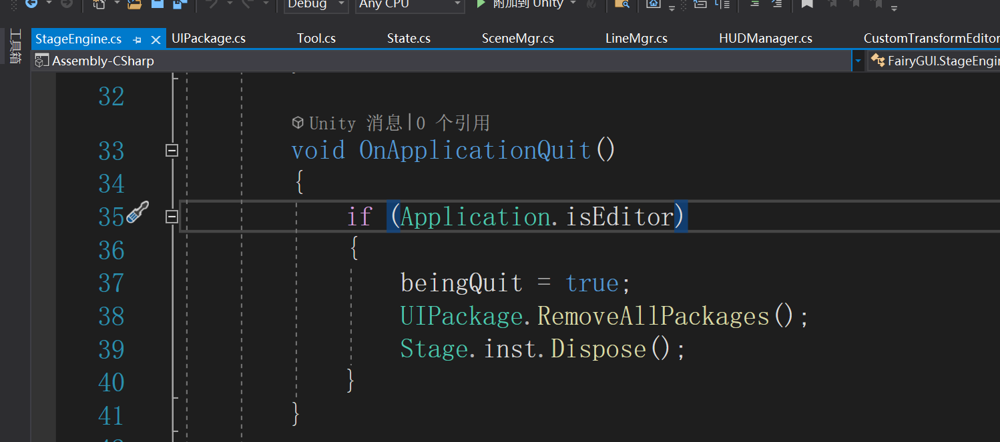 Debug
Any CPU
附加到 Unity
工具箱
StageEngine.cs
UIPackage.cs
Tool.cs
State.cs
SceneMgr.cs
LineMgr.cs
HUDManager.cs
CustomTransformEditor
Assembly-CSharp
FairyGUI.StageEngin
32
Unity 消息|0 个引用
33 void OnApplicationQuit()
34 {
35 if (Application.isEditor)
36 {
37 beingQuit = true;
38 UIPackage.RemoveAllPackages();
39 Stage.inst.Dispose();
40 }
41 }